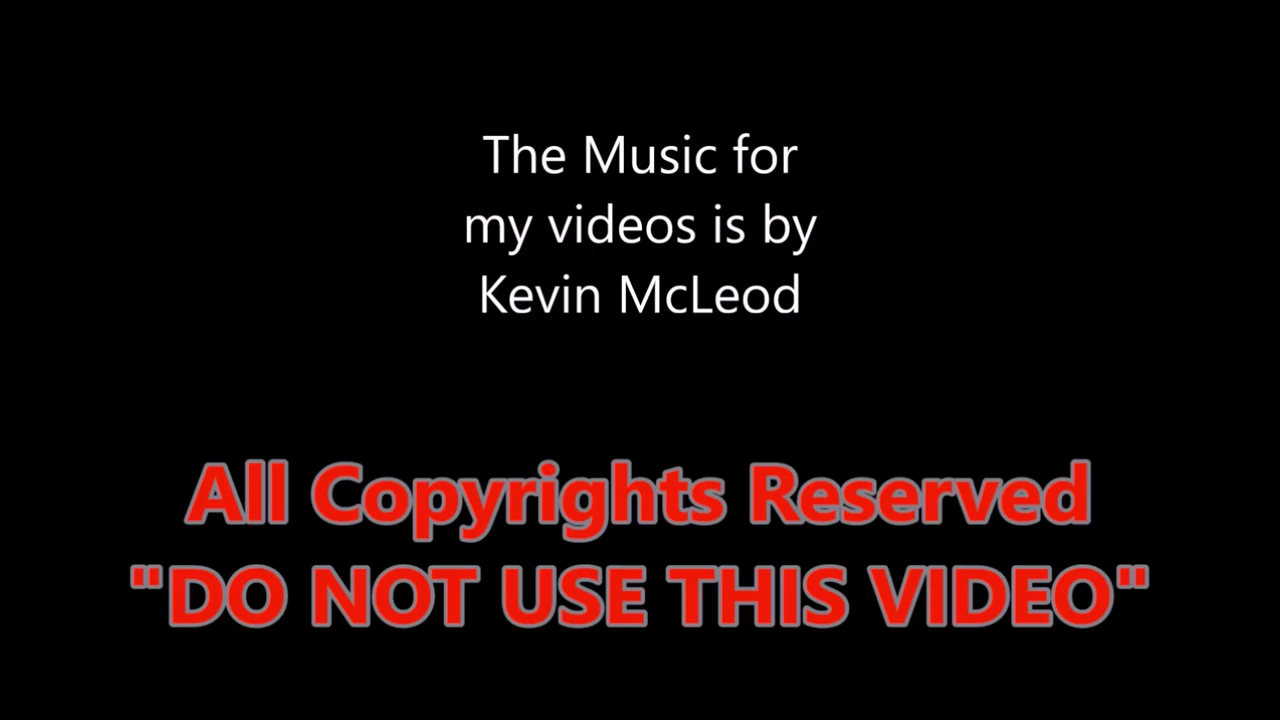 The Music for
my videos is by
Kevin McLeod
All Copyrights Reserved
"DO NOT USE THIS VIDEO"